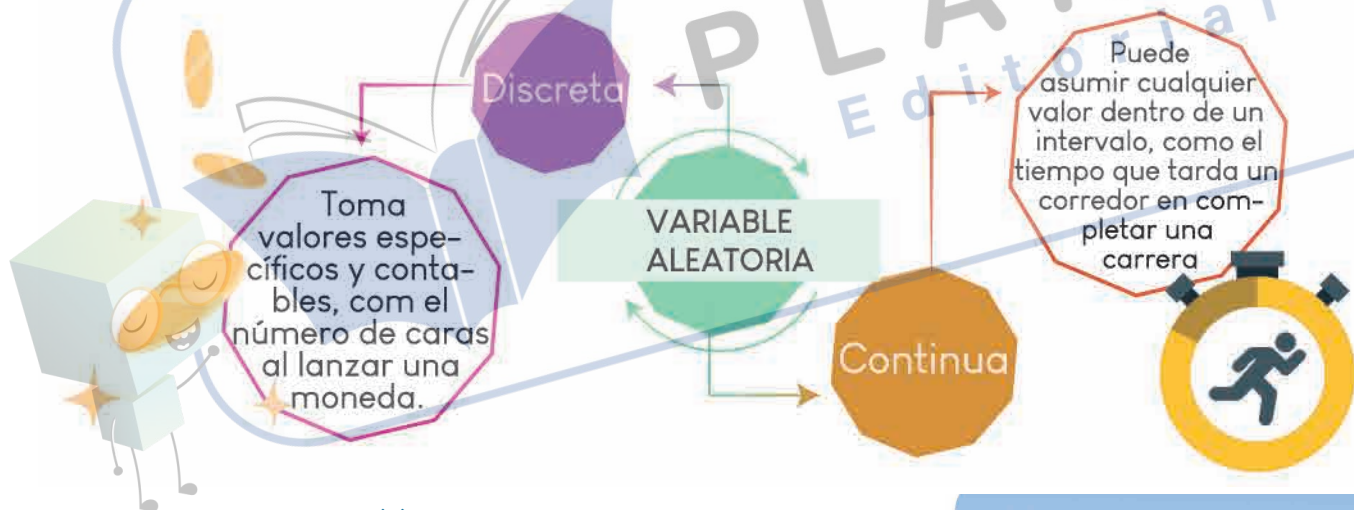 Discreta
Toma
valores espe-
cíficos y conta-
bles, com el
número de caras
al lanzar una
moneda.
VARIABLE
ALEATORIA
Continua
Puede
asumir cualquier
valor dentro de un
intervalo, como el
tiempo que tarda un
corredor en com-
pletar una
carrera
Editorial